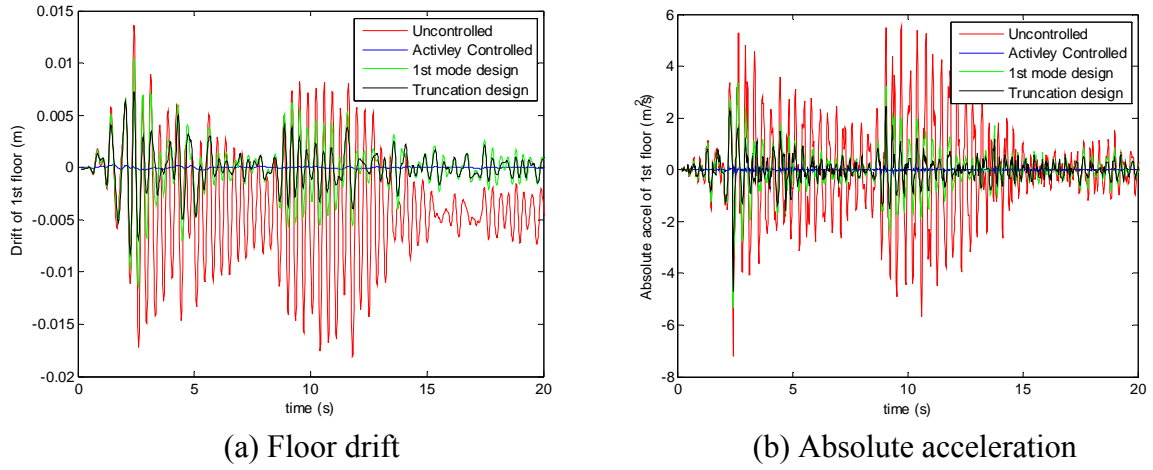 0.015
0.01
0.005
0
-0.005
-0.01
-0.015
-0.02
0
5
10
15
20
Drift of 1st floor (m)
time (s)
Uncontrolled
Activley Controlled
1st mode design
Truncation design
(a) Floor drift
6
4
2
0
-2
-4
-6
-8
0
5
10
15
20
Absolute accel of 1st floor (m/s²)
time (s)
Uncontrolled
Activley Controlled
1st mode design
Truncation design
(b) Absolute acceleration